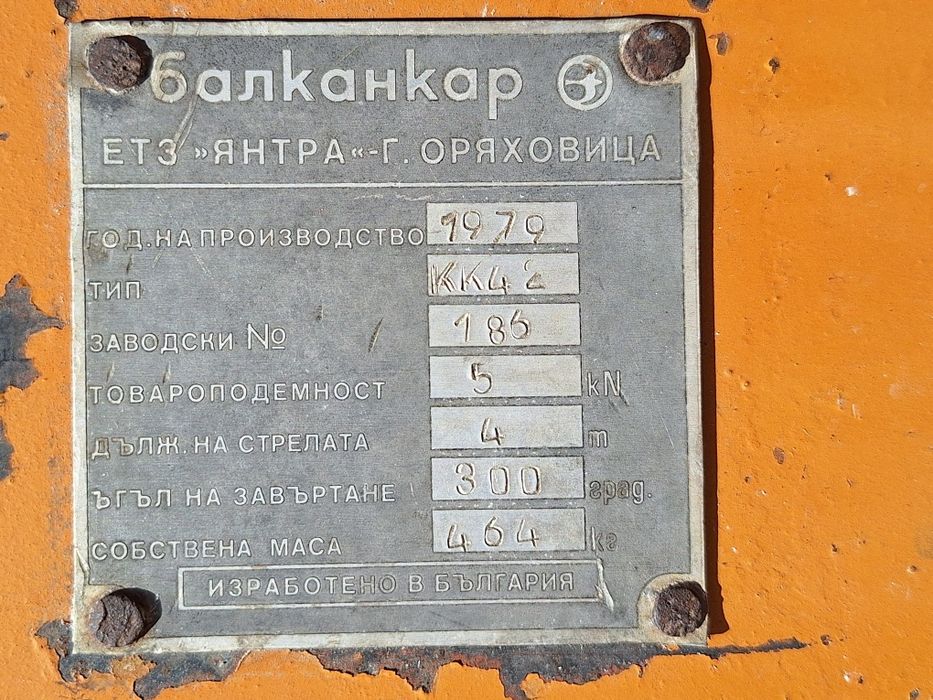 балканкар
ЕТЗ »ЯНТРА«-Г. ОРЯХОВИЦА
ГОД. НА ПРОИЗВОДСТВО 1979
ТИП КК42
ЗАВОДСКИ № 186
ТОВАРОПОДЕМНОСТ 5 kN
ДЪЛЖ. НА СТРЕЛАТА 4 m
ЪГЪЛ НА ЗАВЪРТАНЕ 300 град.
СОБСТВЕНА МАСА 464 kg
ИЗРАБОТЕНО В БЪЛГАРИЯ